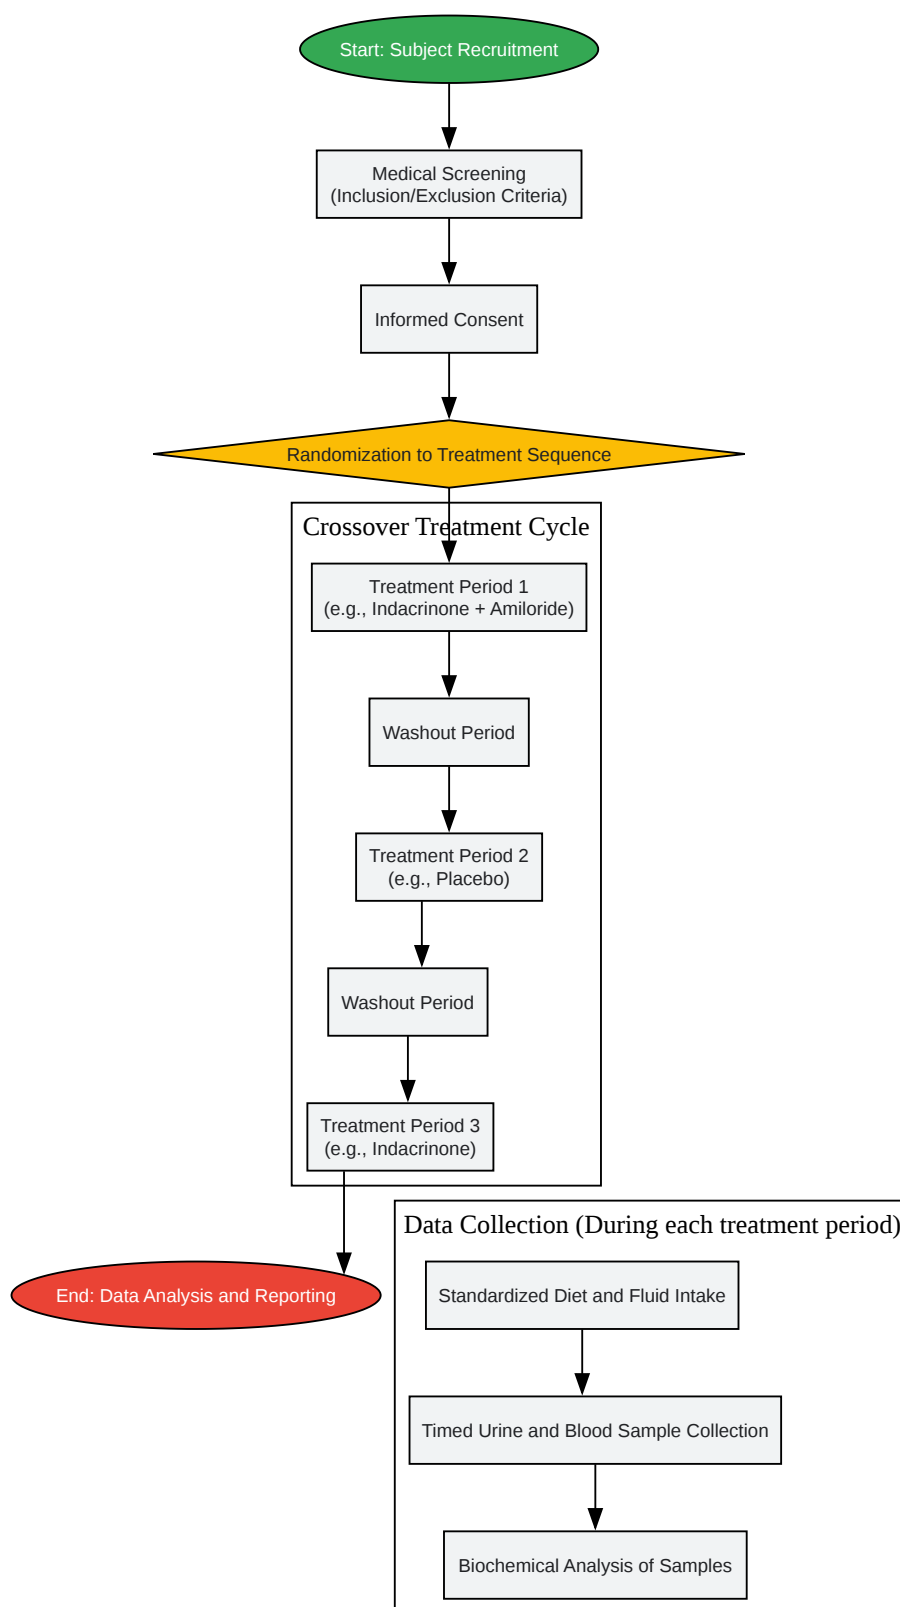 Start: Subject Recruitment
Medical Screening
(Inclusion/Exclusion Criteria)
Informed Consent
Randomization to Treatment Sequence
Crossover Treatment Cycle
Treatment Period 1
(e.g., Indacrinone + Amiloride)
Washout Period
Treatment Period 2
(e.g., Placebo)
Washout Period
Treatment Period 3
(e.g., Indacrinone)
End: Data Analysis and Reporting
Data Collection (During each treatment period)
Standardized Diet and Fluid Intake
Timed Urine and Blood Sample Collection
Biochemical Analysis of Samples